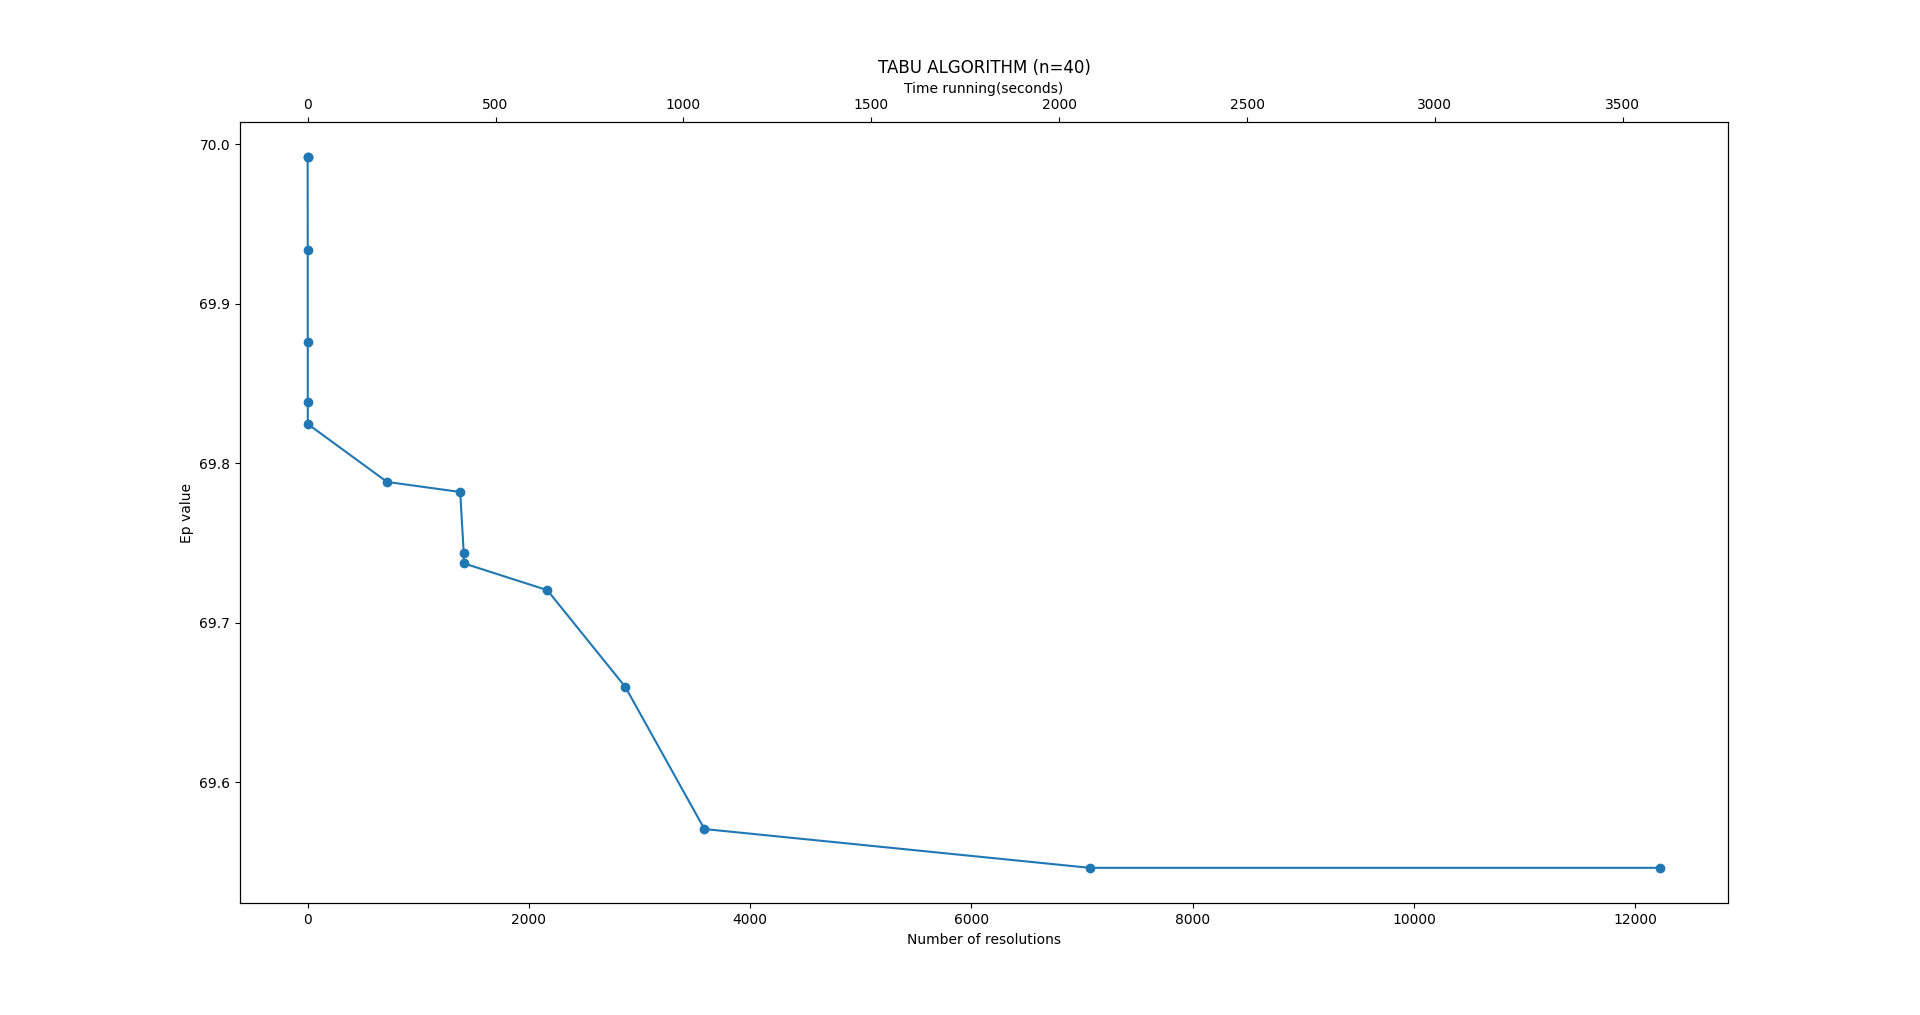 TABU ALGORITHM (n=40)
Time running(seconds)
0 500 1000 1500 2000 2500 3000 3500
70.0
69.9
69.8
69.7
69.6
Ep value
0 2000 4000 6000 8000 10000 12000
Number of resolutions